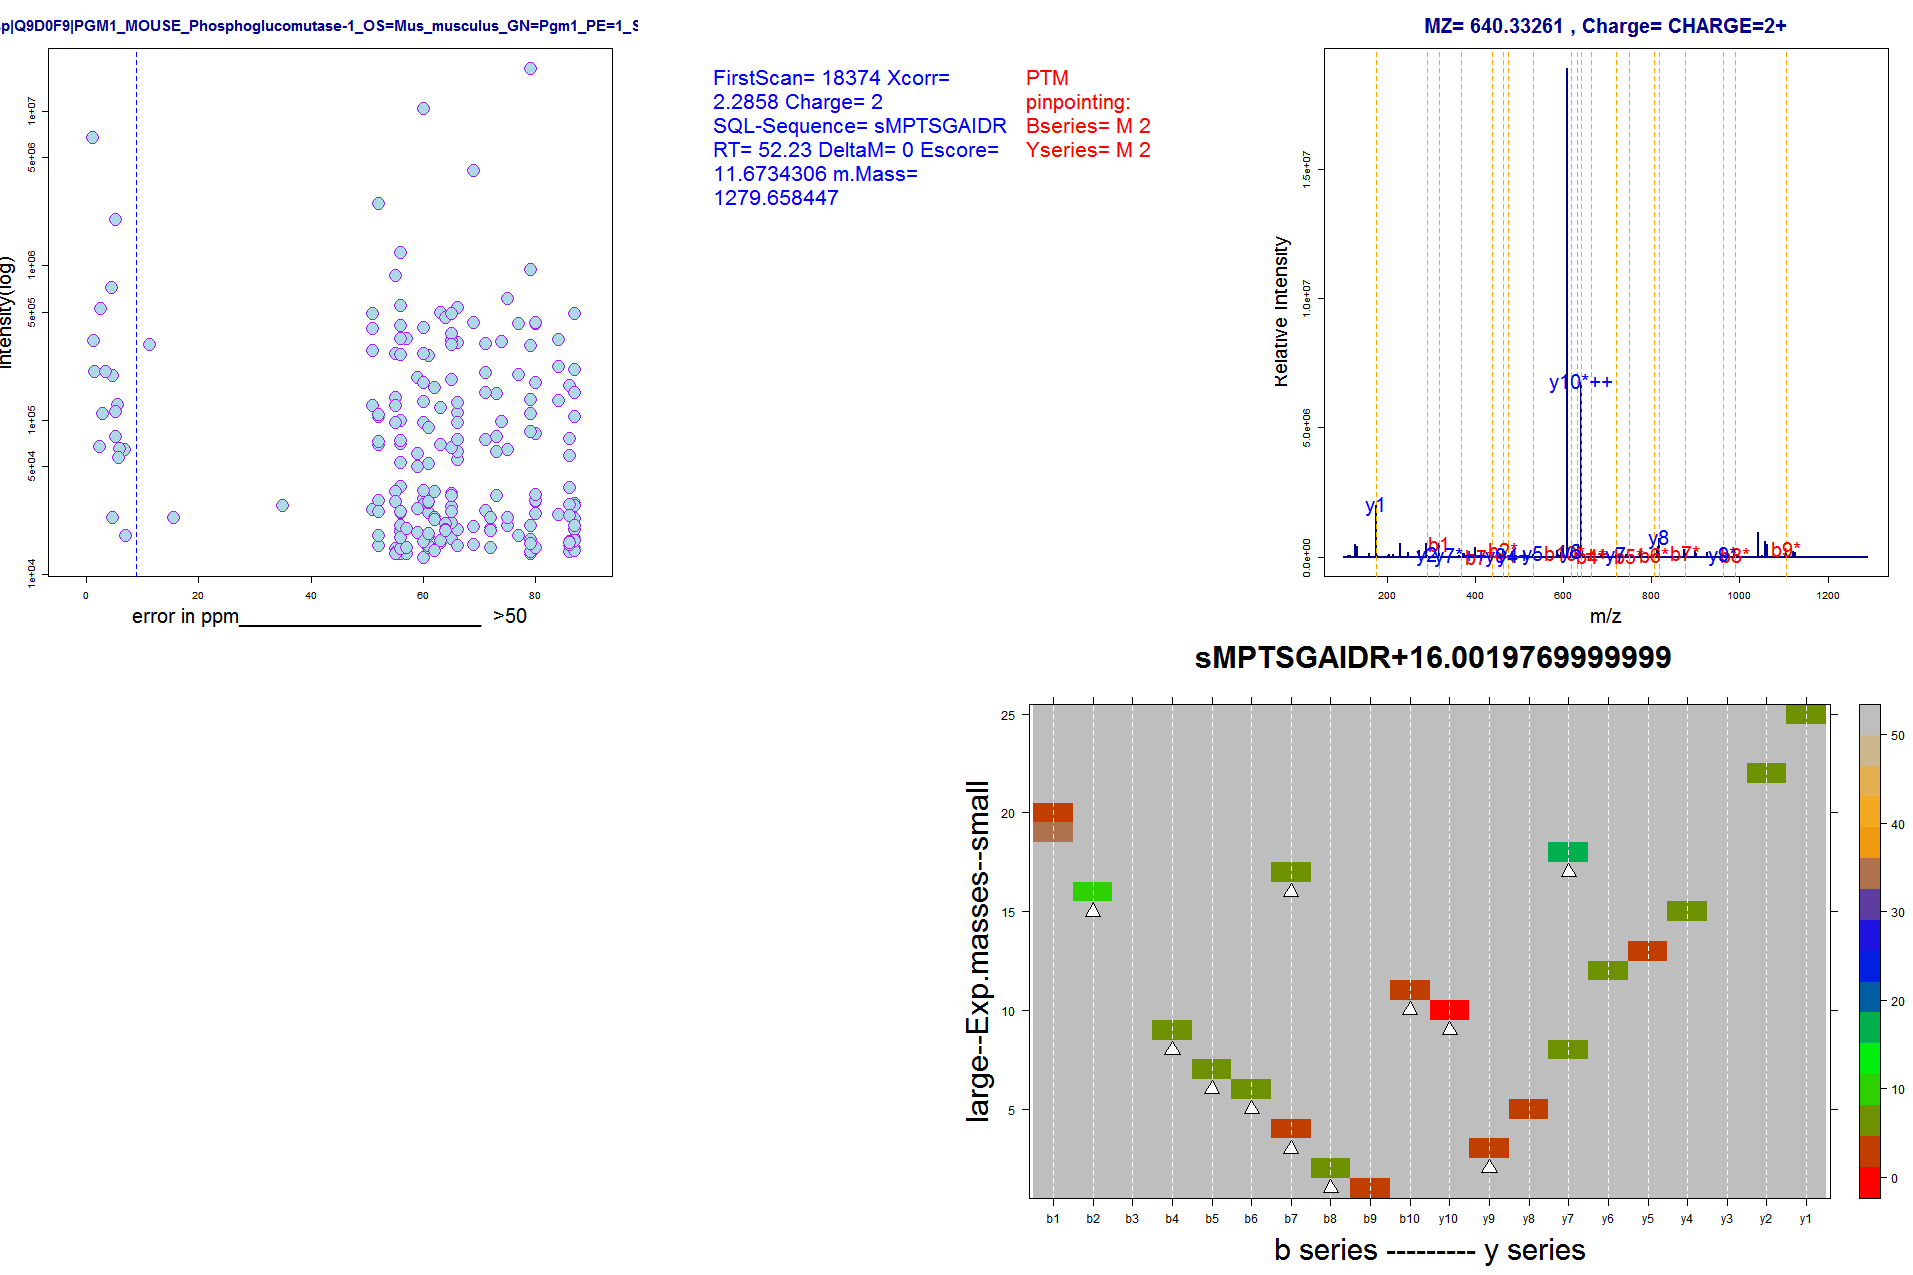 p|Q9D0F9|PGM1_MOUSE_Phosphoglucomutase-1_OS=Mus_musculus_GN=Pgm1_PE=1_S
1e+07
5e+06
1e+06
5e+05
1e+05
5e+04
1e+04
intensity(log)
0 20 40 60 80
error in ppm______________________ >50
FirstScan= 18374 Xcorr=
2.2858 Charge= 2
SQL-Sequence= sMPTSGAIDR
RT= 52.23 DeltaM= 0 Escore=
11.6734306 m.Mass=
1279.658447
PTM
pinpointing:
Bseries= M 2
Yseries= M 2
MZ= 640.33261 , Charge= CHARGE=2+
Relative Intensity
1.5e+07
1.0e+07
5.0e+06
0.0e+00
y10*++
y1
y8
b1
y5
b5*
b6*
b7*
b8*
b9*
200 400 600 800 1000 1200
m/z
sMPTSGAIDR+16.0019769999999
large--Exp.masses--small
25
20
15
10
5
b1 b2 b3 b4 b5 b6 b7 b8 b9 b10 y10 y9 y8 y7 y6 y5 y4 y3 y2 y1
b series --------- y series
50
40
30
20
10
0